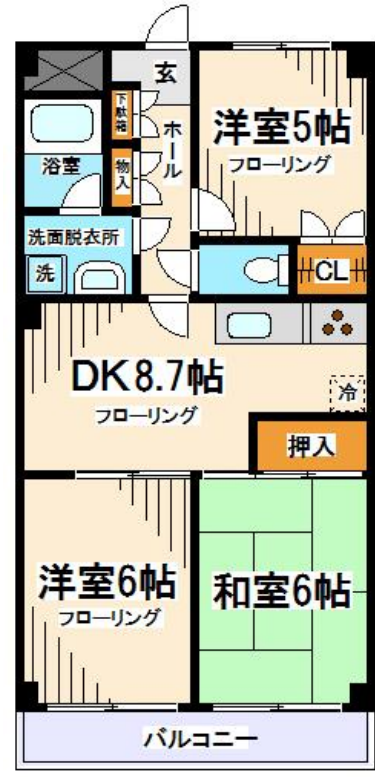 玄
下駄箱
ホール
洋室5帖
フローリング
浴室
物入
洗面脱衣所
洗
CL
DK8.7帖
フローリング
冷
押入
洋室6帖
フローリング
和室6帖
バルコニー